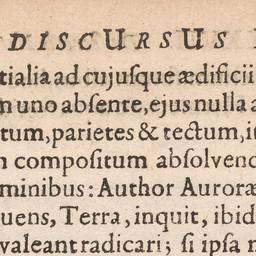 DISCURSUS
tialia ad cujuſque ædificii
uno abſente, ejus nulla
tum, parietes & tectum, it
compoſitum abſolvend
minibus: Author Auroræ
uens, Terra, inquit, ibid
valeant radicari; ſi ipſa